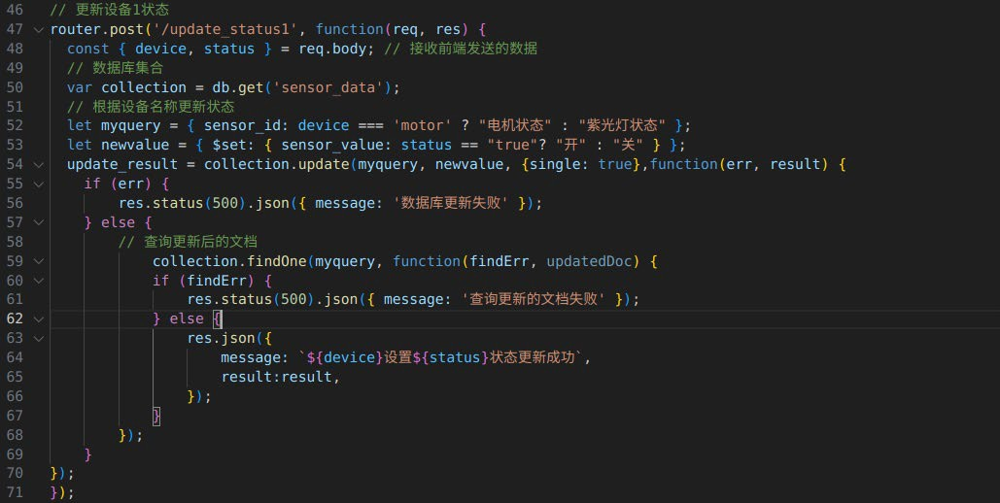 46 // 更新设备1状态
47 router.post('/update_status1', function(req, res) {
48 const { device, status } = req.body; // 接收前端发送的数据
49 // 数据库集合
50 var collection = db.get('sensor_data');
51 // 根据设备名称更新状态
52 let myquery = { sensor_id: device === 'motor' ? "电机状态" : "紫光灯状态" };
53 let newvalue = { $set: { sensor_value: status == "true"? "开" : "关" } };
54 update_result = collection.update(myquery, newvalue, {single: true},function(err, result) {
55 if (err) {
56 res.status(500).json({ message: '数据库更新失败' });
57 } else {
58 // 查询更新后的文档
59 collection.findOne(myquery, function(findErr, updatedDoc) {
60 if (findErr) {
61 res.status(500).json({ message: '查询更新的文档失败' });
62 } else {
63 res.json({
64 message: `${device}设置${status}状态更新成功`,
65 result:result,
66 });
67 }
68 });
69 }
70 });
71 });